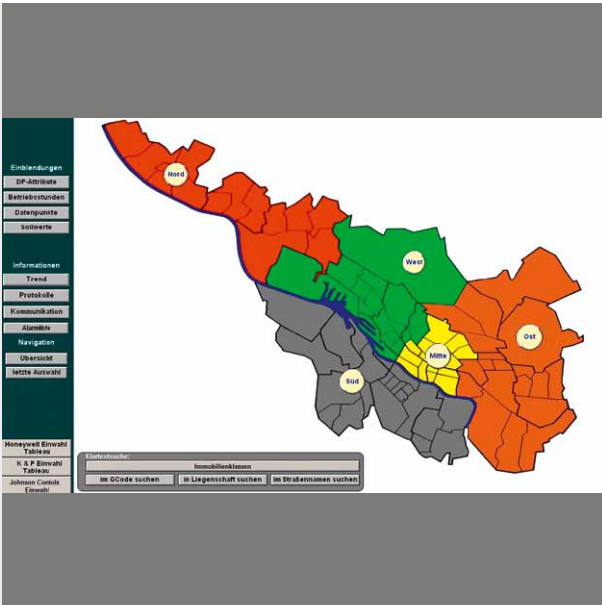 Einblendungen
DP-Attribute
Betriebsstunden
Datenpunkte
Sollwerte
Informationen
Trend
Protokolle
Kommunikation
Alarmliste
Navigation
Übersicht
letzte Auswahl
Honeywell Einwahl
Tableau
K & P Einwahl
Tableau
Johnson Contols
Einwahl
Nord
West
Ost
Mitte
Süd
Klartextsuche:
Immobilienklassen
im GCode suchen
in Liegenschaft suchen
im Straßennamen suchen